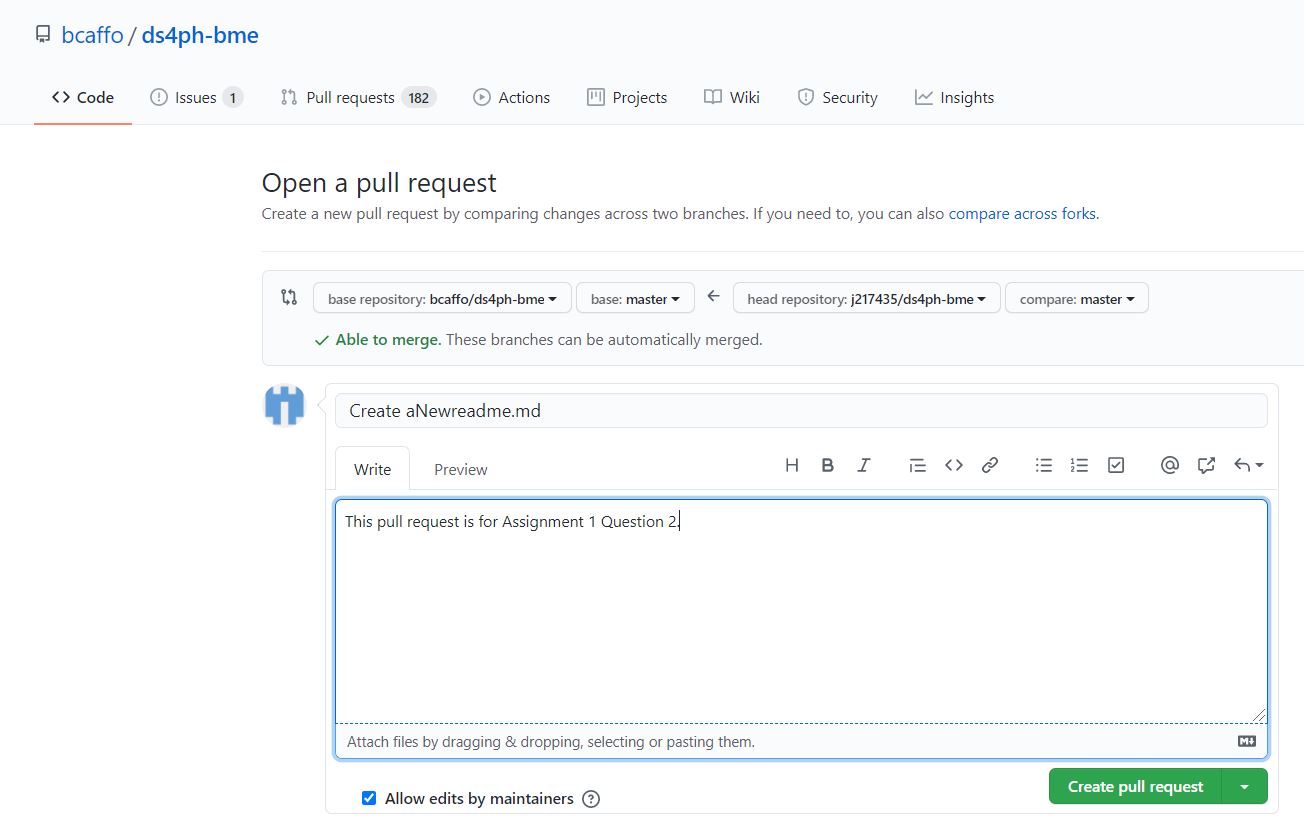 bcaffo / ds4ph-bme
Code Issues 1 Pull requests 182 Actions Projects Wiki Security Insights
Open a pull request
Create a new pull request by comparing changes across two branches. If you need to, you can also compare across forks.
base repository: bcaffo/ds4ph-bme base: master ← head repository: j217435/ds4ph-bme compare: master
✓ Able to merge. These branches can be automatically merged.
Create aNewreadme.md
Write Preview H B I
This pull request is for Assignment 1 Question 2.
Attach files by dragging & dropping, selecting or pasting them.
Allow edits by maintainers
Create pull request